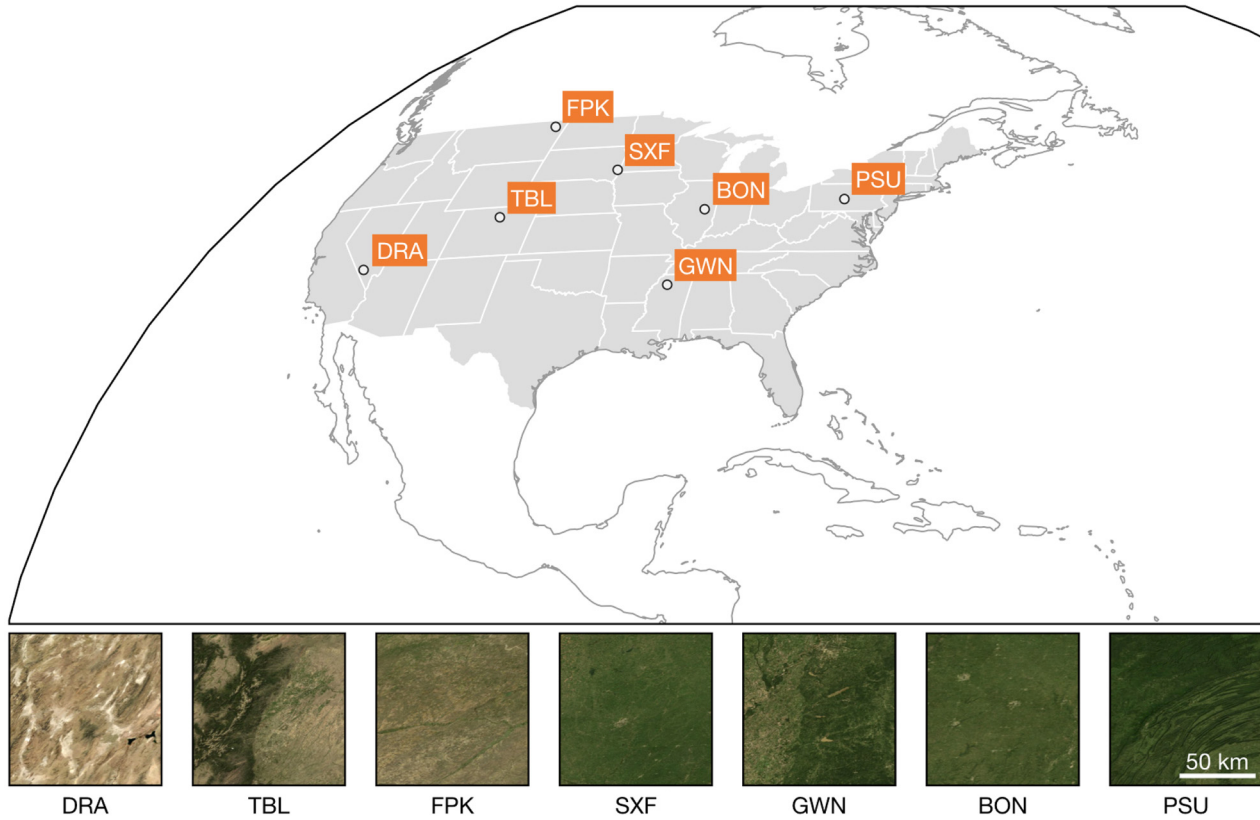 FPK
SXF
PSU
BON
TBL
DRA
GWN
50 km
DRA
TBL
FPK
SXF
GWN
BON
PSU